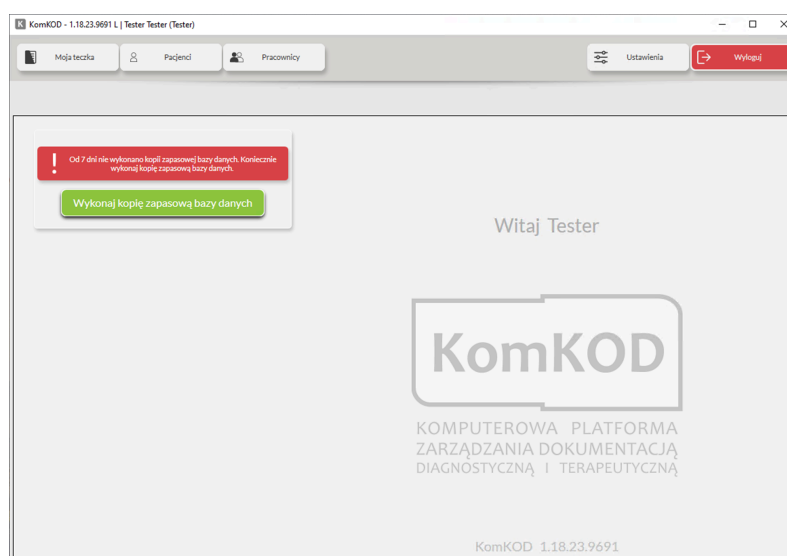 KomKOD - 1.18.23.9691 L | Tester Tester (Tester)
Moja teczka
Pacjenci
Pracownicy
Ustawienia
Wyloguj
Od 7 dni nie wykonano kopii zapasowej bazy danych. Koniecznie
wykonaj kopię zapasową bazy danych.
Wykonaj kopię zapasową bazy danych
Witaj Tester
KomKOD
KOMPUTEROWA PLATFORMA
ZARZĄDZANIA DOKUMENTACJĄ
DIAGNOSTYCZNĄ I TERAPEUTYCZNĄ
KomKOD 1.18.23.9691